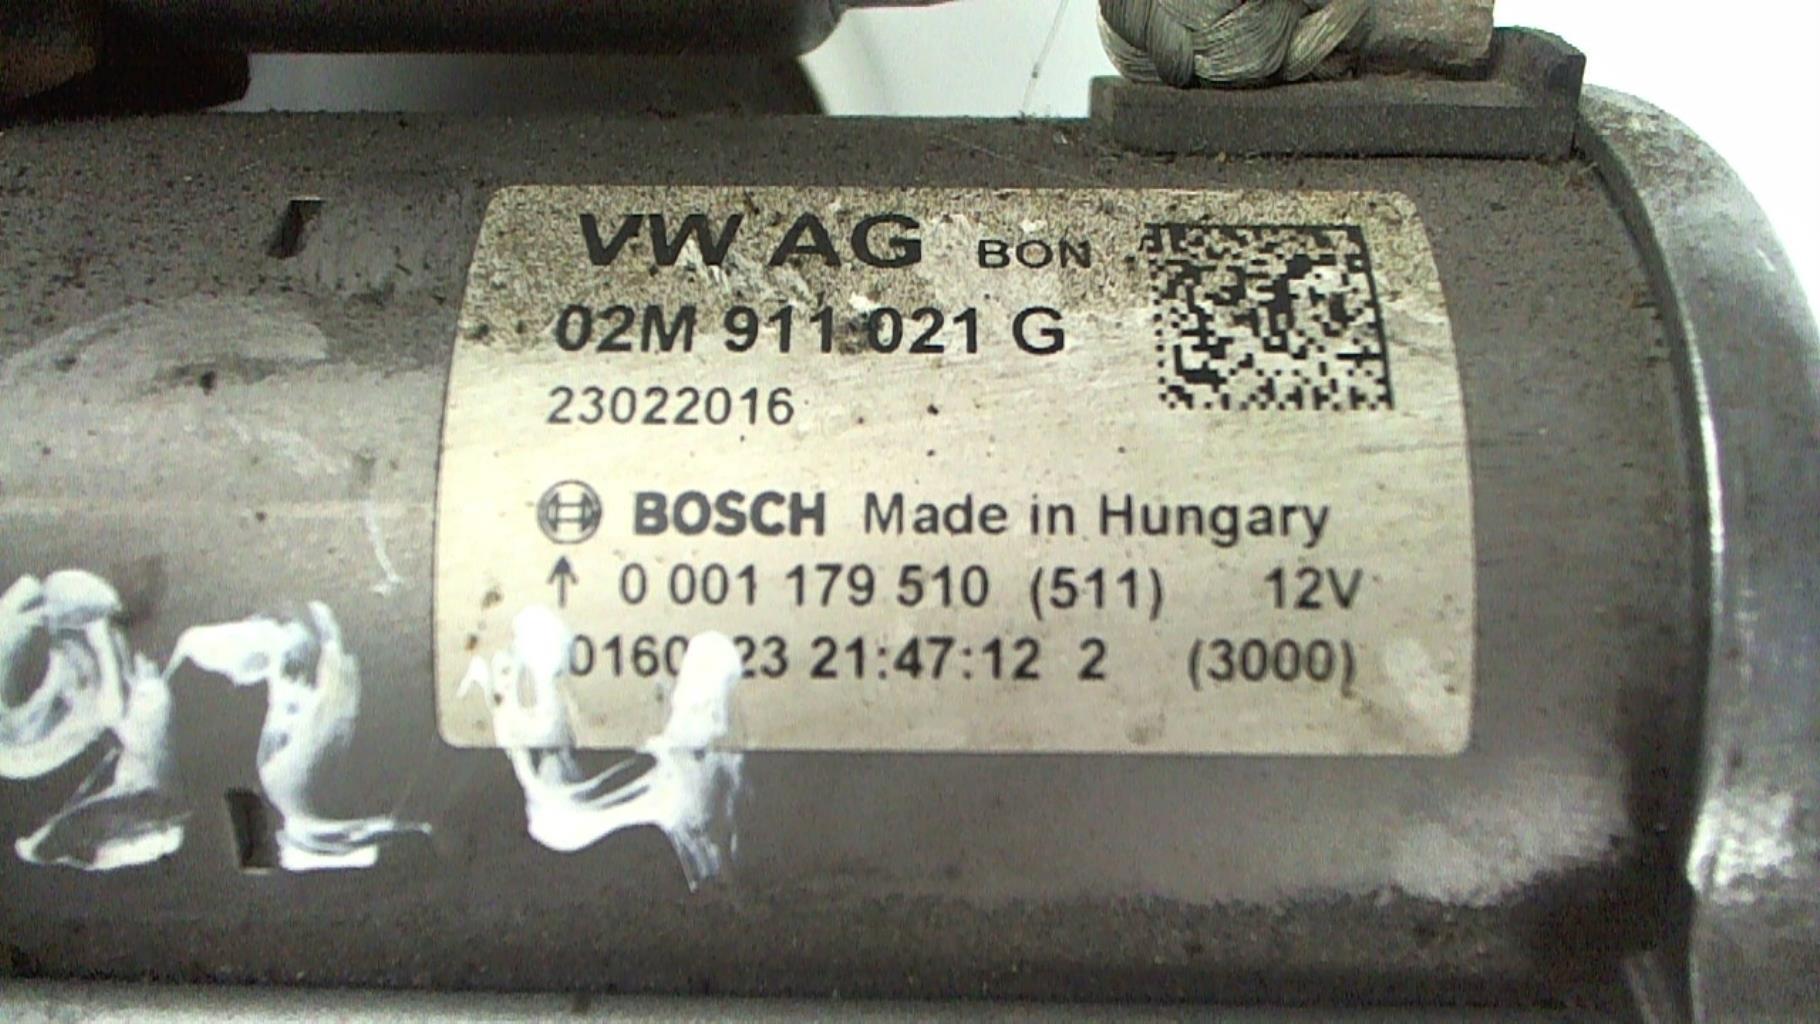 VW AG BON
02M 911 021 G
23022016
BOSCH Made in Hungary
↑ 0 001 179 510 (511) 12V
23 21:47:12 2 (3000)